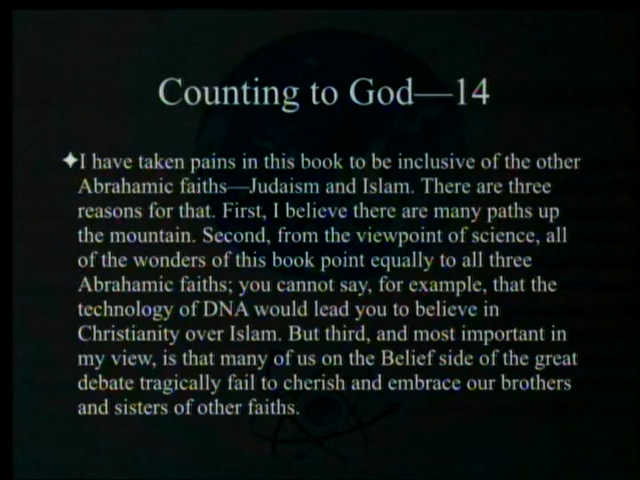 Counting to God—14
✦I have taken pains in this book to be inclusive of the other
Abrahamic faiths—Judaism and Islam. There are three
reasons for that. First, I believe there are many paths up
the mountain. Second, from the viewpoint of science, all
of the wonders of this book point equally to all three
Abrahamic faiths; you cannot say, for example, that the
technology of DNA would lead you to believe in
Christianity over Islam. But third, and most important in
my view, is that many of us on the Belief side of the great
debate tragically fail to cherish and embrace our brothers
and sisters of other faiths.